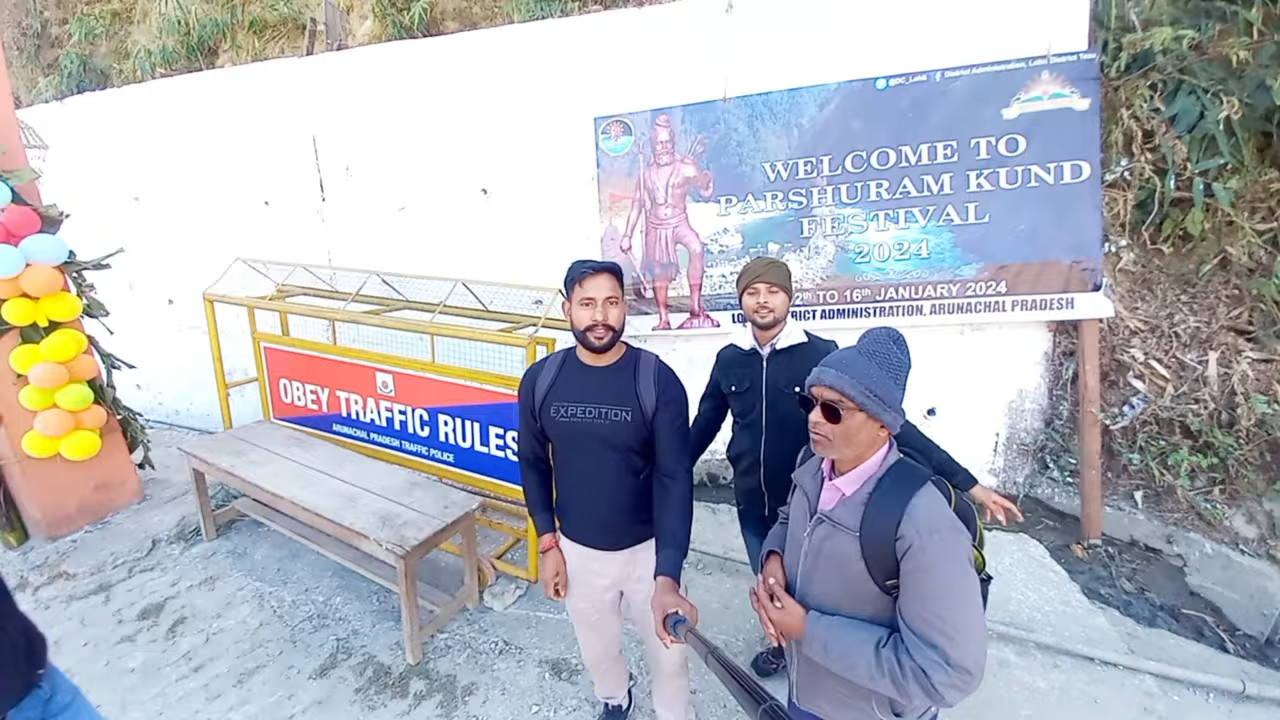 @DC_Lohit District Administration, Lohit District Tezu
WELCOME TO
PARSHURAM KUND
FESTIVAL
2024
TO 16th JANUARY 2024
ADMINISTRATION, ARUNACHAL PRADESH
OBEY TRAFFIC RULES
ARUNACHAL PRADESH TRAFFIC POLICE
EXPEDITION